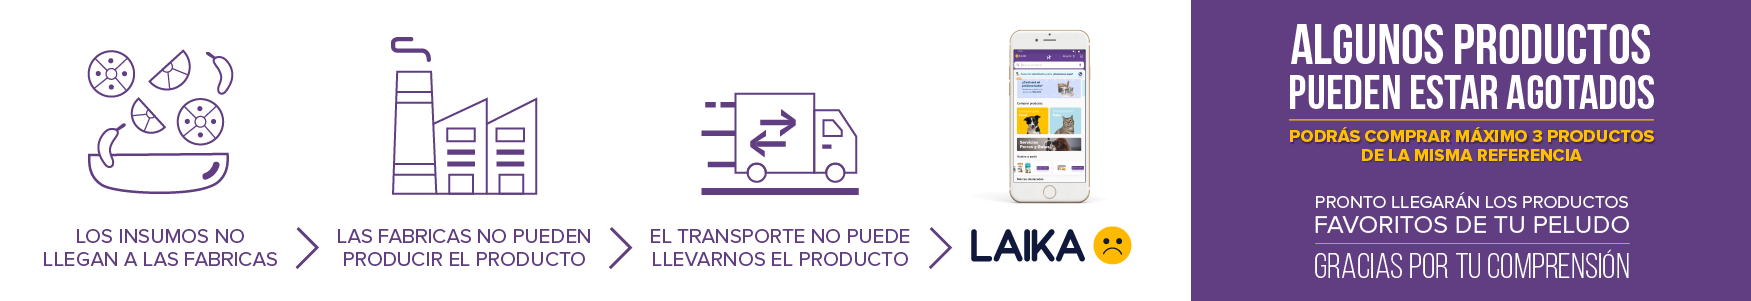 LOS INSUMOS NO
LLEGAN A LAS FABRICAS
LAS FABRICAS NO PUEDEN
PRODUCIR EL PRODUCTO
EL TRANSPORTE NO PUEDE
LLEVARNOS EL PRODUCTO
LAIKA
ALGUNOS PRODUCTOS
PUEDEN ESTAR AGOTADOS
PODRÁS COMPRAR MÁXIMO 3 PRODUCTOS
DE LA MISMA REFERENCIA
PRONTO LLEGARÁN LOS PRODUCTOS
FAVORITOS DE TU PELUDO
GRACIAS POR TU COMPRENSIÓN